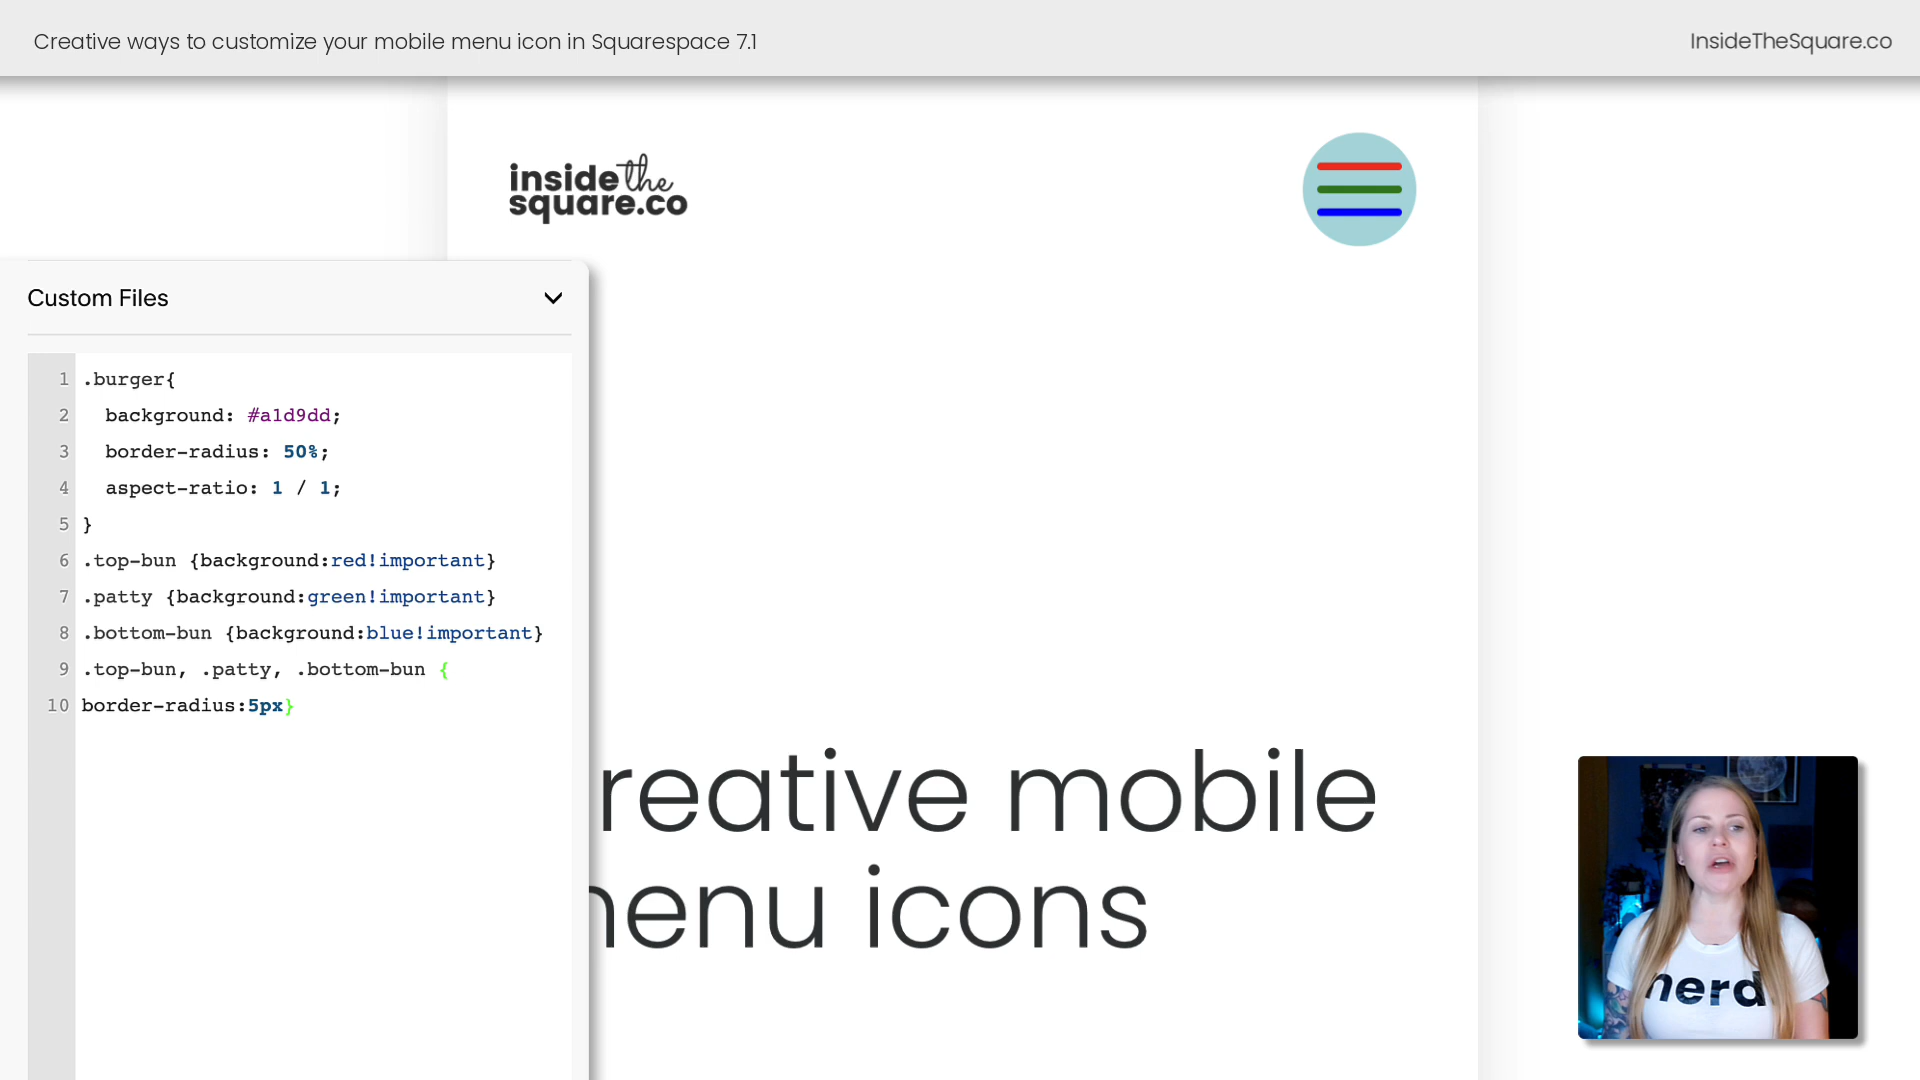 Creative ways to customize your mobile menu icon in Squarespace 7.1
InsideTheSquare.co
inside the
square.co
Custom Files
1 .burger{
2 background: #a1d9dd;
3 border-radius: 50%;
4 aspect-ratio: 1 / 1;
5 }
6 .top-bun {background:red!important}
7 .patty {background:green!important}
8 .bottom-bun {background:blue!important}
9 .top-bun, .patty, .bottom-bun {
10 border-radius:5px}
reative mobile
enu icons
nerd